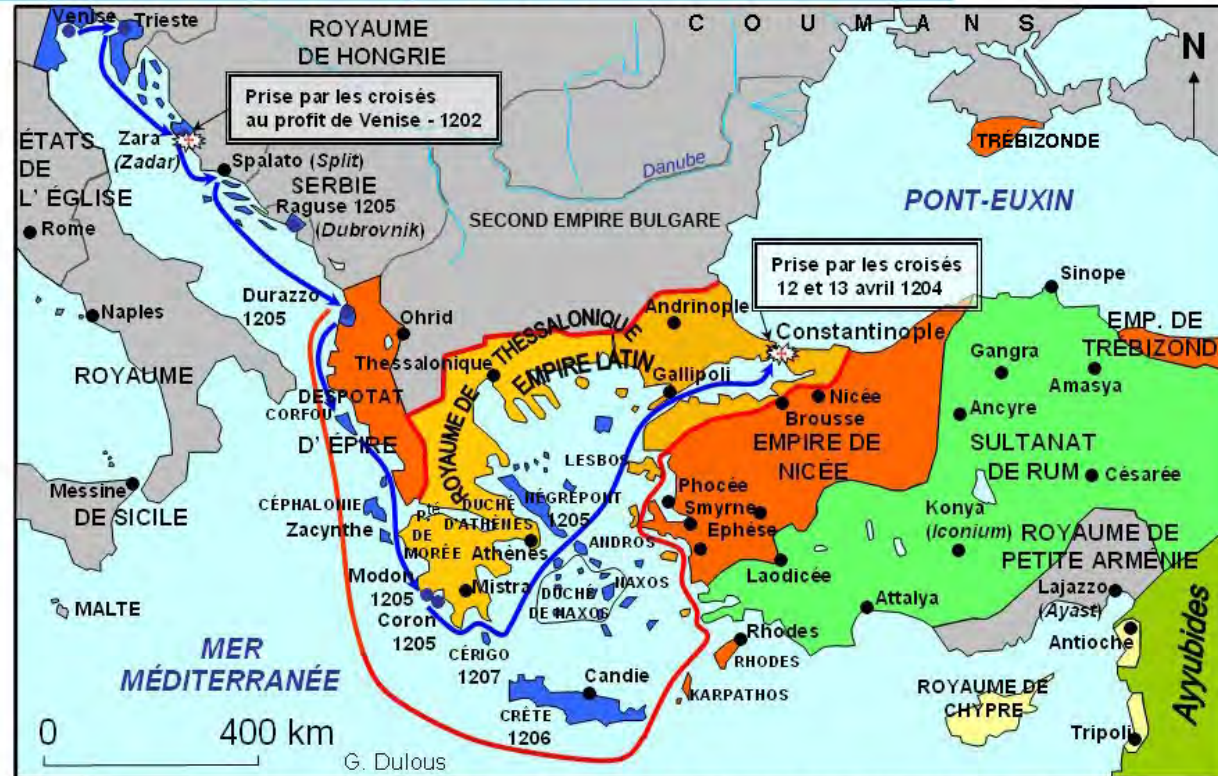 Venise
Trieste
C O U M A N S
ROYAUME
DE HONGRIE
N
Prise par les croisés
au profit de Venise - 1202
Zara
(Zadar)
ÉTATS
DE
L' ÉGLISE
Rome
Spalato (Split)
SERBIE
Raguse 1205
(Dubrovnik)
Danube
SECOND EMPIRE BULGARE
TRÉBIZONDE
PONT-EUXIN
Prise par les croisés
12 et 13 avril 1204
Sinope
Naples
Durazzo
1205
Ohrid
Andrinople
Constantinople
EMP. DE
TRÉBIZOND
Thessalonique
ROYAUME DE THESSALONIQUE
EMPIRE LATIN
Gallipoli
Gangra
Amasya
ROYAUME
DE SICILE
DESPOTAT
D' ÉPIRE
CORFOU
Nicée
Brousse
Ancyre
EMPIRE DE
NICÉE
SULTANAT
DE RUM
Césarée
LESBOS
Messine
CÉPHALONIE
Zacynthe
DUCHÉ
D'ATHÈNES
NÉGREPONT
1205
Phocée
Smyrne
Ephèse
Pté
DE
MORÉE
Athènes
ANDROS
Konya
(Iconium)
ROYAUME DE
PETITE ARMÉNIE
Modon
1205
Mistra
NAXOS
DUCHÉ
DE NAXOS
Laodicée
Lajazzo
(Ayast)
MALTE
Coron
1205
Attalya
Antioche
MER
MÉDITERRANÉE
CÉRIGO
1207
Rhodes
RHODES
Candie
KARPATHOS
ROYAUME DE
CHYPRE
Ayyubides
CRÈTE
1206
Tripoli
0 400 km
G. Dulous